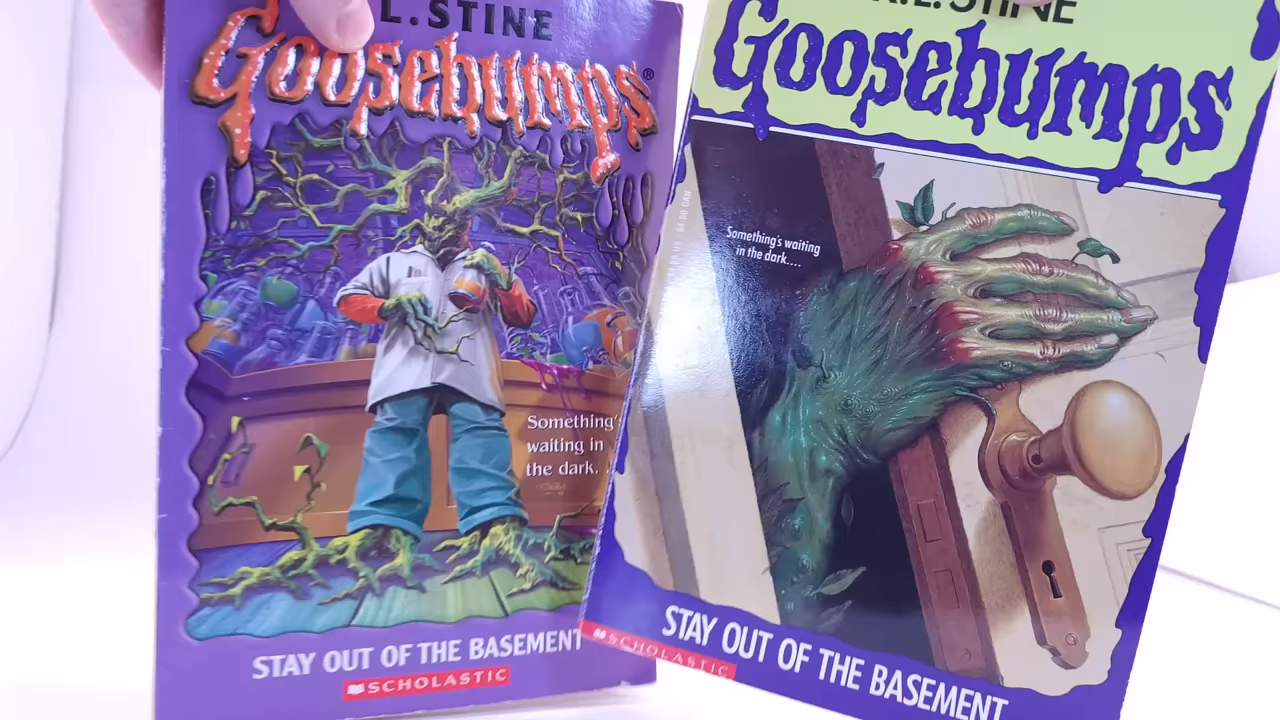 L.STINE
Goosebumps®
Something's
waiting in
the dark. .
STAY OUT OF THE BASEMENT
SCHOLASTIC
R.L. STINE
Goosebumps
Something's waiting
in the dark....
STAY OUT OF THE BASEMENT
SCHOLASTIC